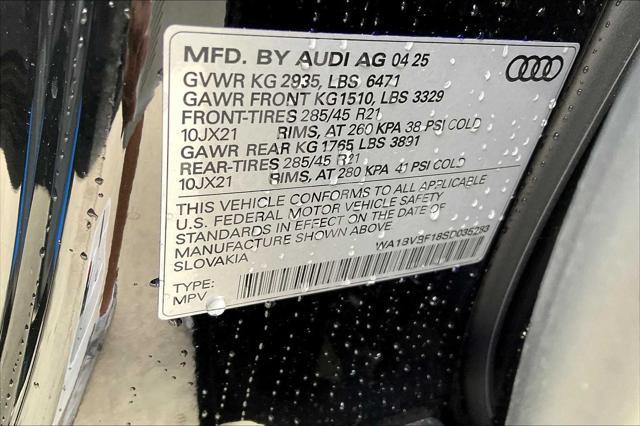 MFD. BY AUDI AG 04 25
GVWR KG 2935, LBS 6471
GAWR FRONT KG1510, LBS 3329
FRONT-TIRES 285/45 R21
10JX21 RIMS, AT 260 KPA 38 PSI COLD
GAWR REAR KG 1765 LBS 3891
REAR-TIRES 285/45 R21
10JX21 RIMS, AT 280 KPA 41 PSI COLD
THIS VEHICLE CONFORMS TO ALL APPLICABLE
U.S. FEDERAL MOTOR VEHICLE SAFETY
STANDARDS IN EFFECT ON THE DATE OF
MANUFACTURE SHOWN ABOVE.
SLOVAKIA
TYPE:
MPV